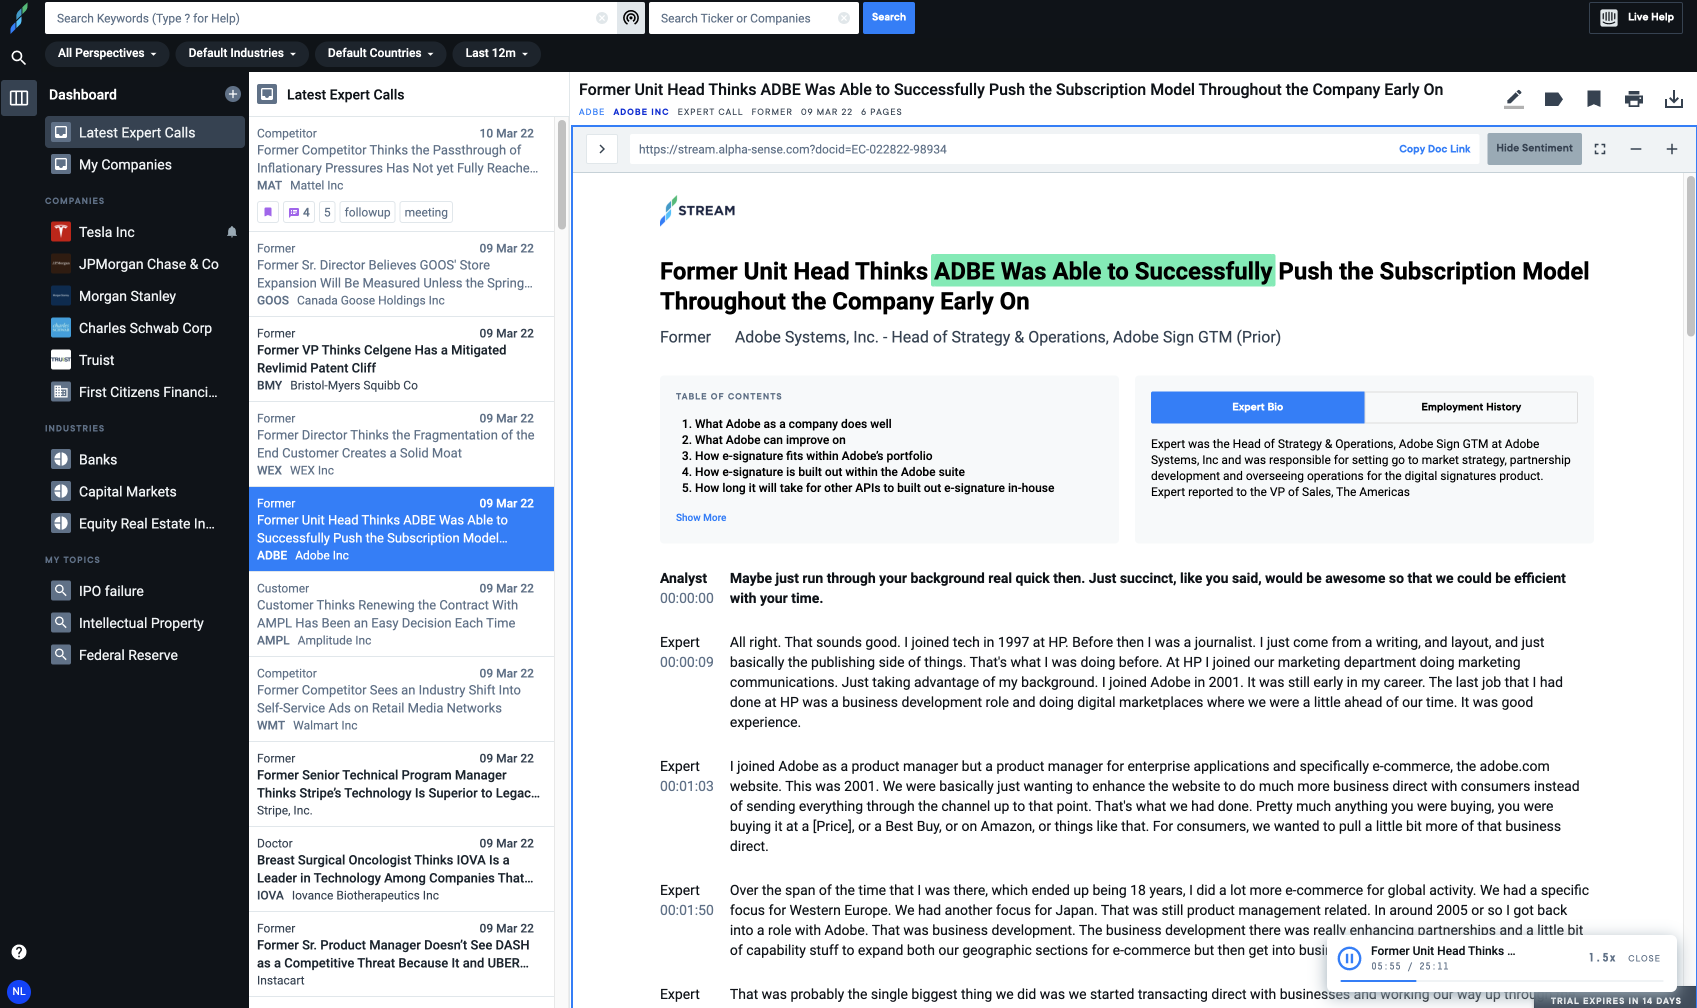 Search Keywords (Type ? for Help)
Search Ticker or Companies
Search
Live Help
All Perspectives
Default Industries
Default Countries
Last 12m
Dashboard
Latest Expert Calls
My Companies
COMPANIES
Tesla Inc
JPMorgan Chase & Co
Morgan Stanley
Charles Schwab Corp
Truist
First Citizens Financi...
INDUSTRIES
Banks
Capital Markets
Equity Real Estate In...
MY TOPICS
IPO failure
Intellectual Property
Federal Reserve
NL
Latest Expert Calls
Competitor 10 Mar 22
Former Competitor Thinks the Passthrough of
Inflationary Pressures Has Not yet Fully Reache...
MAT Mattel Inc
4 5 followup meeting
Former 09 Mar 22
Former Sr. Director Believes GOOS' Store
Expansion Will Be Measured Unless the Spring...
GOOS Canada Goose Holdings Inc
Former 09 Mar 22
Former VP Thinks Celgene Has a Mitigated
Revlimid Patent Cliff
BMY Bristol-Myers Squibb Co
Former 09 Mar 22
Former Director Thinks the Fragmentation of the
End Customer Creates a Solid Moat
WEX WEX Inc
Former 09 Mar 22
Former Unit Head Thinks ADBE Was Able to
Successfully Push the Subscription Model...
ADBE Adobe Inc
Customer 09 Mar 22
Customer Thinks Renewing the Contract With
AMPL Has Been an Easy Decision Each Time
AMPL Amplitude Inc
Competitor 09 Mar 22
Former Competitor Sees an Industry Shift Into
Self-Service Ads on Retail Media Networks
WMT Walmart Inc
Former 09 Mar 22
Former Senior Technical Program Manager
Thinks Stripe's Technology Is Superior to Legac...
Stripe, Inc.
Doctor 09 Mar 22
Breast Surgical Oncologist Thinks IOVA Is a
Leader in Technology Among Companies That...
IOVA Iovance Biotherapeutics Inc
Former 09 Mar 22
Former Sr. Product Manager Doesn't See DASH
as a Competitive Threat Because It and UBER...
Instacart
Former Unit Head Thinks ADBE Was Able to Successfully Push the Subscription Model Throughout the Company Early On
ADBE ADOBE INC EXPERT CALL FORMER 09 MAR 22 6 PAGES
https://stream.alpha-sense.com?docid=EC-022822-98934
Copy Doc Link
Hide Sentiment
STREAM
Former Unit Head Thinks ADBE Was Able to Successfully Push the Subscription Model
Throughout the Company Early On
Former Adobe Systems, Inc. - Head of Strategy & Operations, Adobe Sign GTM (Prior)
TABLE OF CONTENTS
1. What Adobe as a company does well
2. What Adobe can improve on
3. How e-signature fits within Adobe's portfolio
4. How e-signature is built out within the Adobe suite
5. How long it will take for other APIs to built out e-signature in-house
Show More
Expert Bio
Employment History
Expert was the Head of Strategy & Operations, Adobe Sign GTM at Adobe
Systems, Inc and was responsible for setting go to market strategy, partnership
development and overseeing operations for the digital signatures product.
Expert reported to the VP of Sales, The Americas
Analyst Maybe just run through your background real quick then. Just succinct, like you said, would be awesome so that we could be efficient
00:00:00 with your time.
Expert All right. That sounds good. I joined tech in 1997 at HP. Before then I was a journalist. I just come from a writing, and layout, and just
00:00:09 basically the publishing side of things. That's what I was doing before. At HP I joined our marketing department doing marketing
communications. Just taking advantage of my background. I joined Adobe in 2001. It was still early in my career. The last job that I had
done at HP was a business development role and doing digital marketplaces where we were a little ahead of our time. It was good
experience.
Expert I joined Adobe as a product manager but a product manager for enterprise applications and specifically e-commerce, the adobe.com
00:01:03 website. This was 2001. We were basically just wanting to enhance the website to do much more business direct with consumers instead
of sending everything through the channel up to that point. That's what we had done. Pretty much anything you were buying, you were
buying it at a [Price], or a Best Buy, or on Amazon, or things like that. For consumers, we wanted to pull a little bit more of that business
direct.
Expert Over the span of the time that I was there, which ended up being 18 years, I did a lot more e-commerce for global activity. We had a specific
00:01:50 focus for Western Europe. We had another focus for Japan. That was still product management related. In around 2005 or so I got back
into a role with Adobe. That was business development. The business development there was really enhancing partnerships and a little bit
of capability stuff to expand both our geographic sections for e-commerce but then get into
Expert That was probably the single biggest thing we did was we started transacting direct with businesses and working our way up
Former Unit Head Thinks ...
05:55 / 25:11
1.5x CLOSE
TRIAL EXPIRES IN 14 DAYS